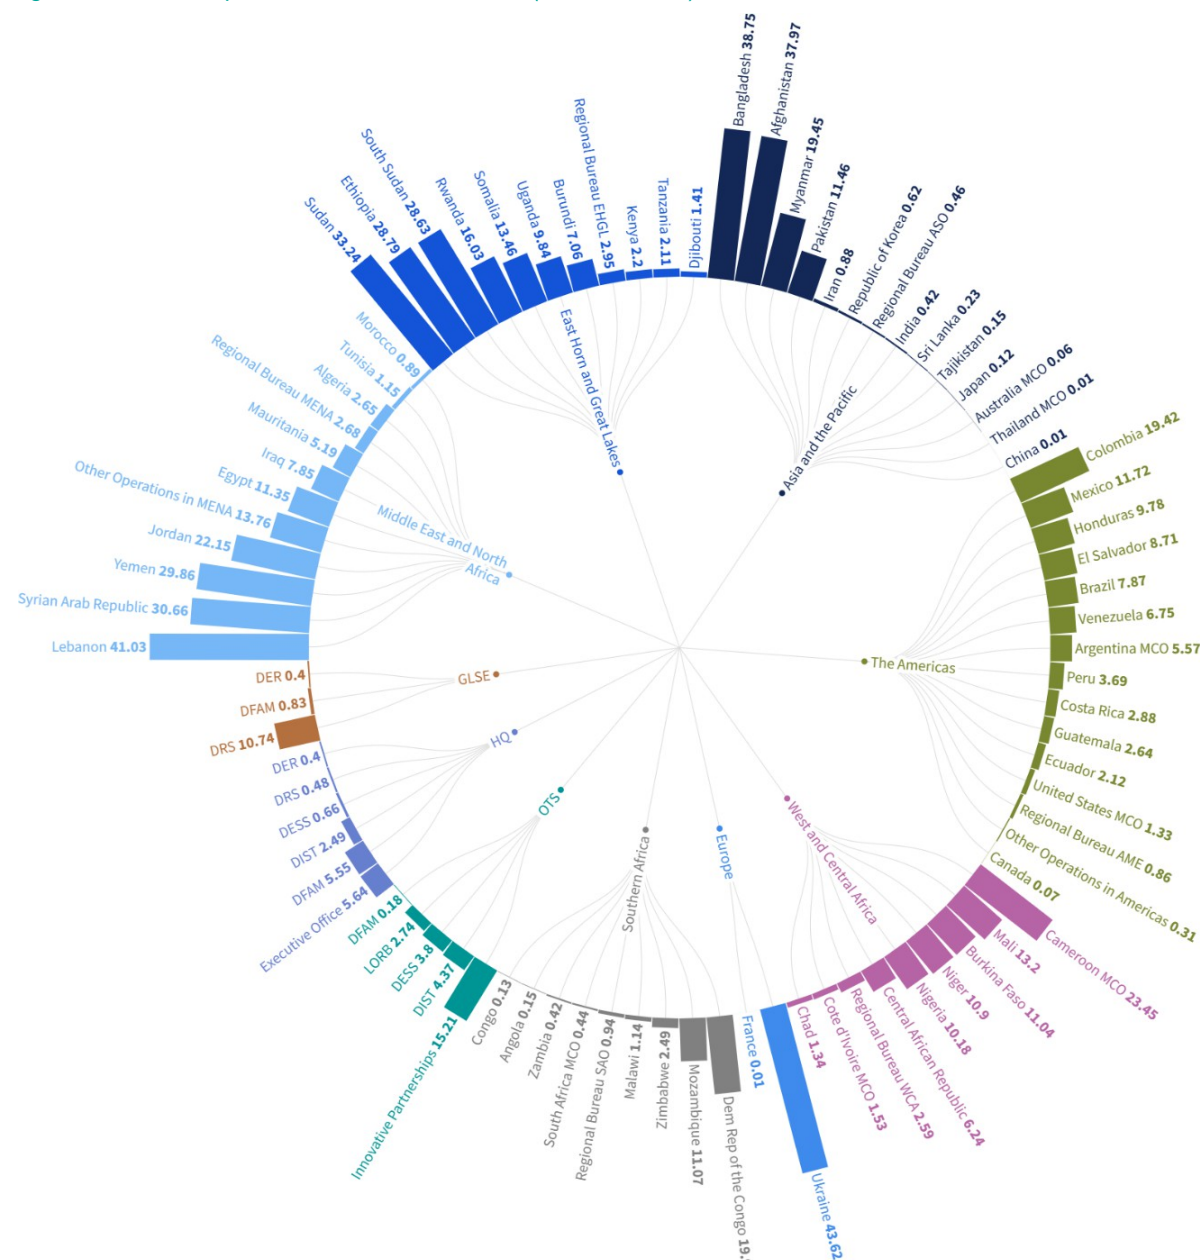 Bangladesh 38.75
Afghanistan 37.97
Myanmar 19.45
Pakistan 11.46
Iran 0.88
Republic of Korea 0.62
Regional Bureau ASO 0.46
India 0.42
Sri Lanka 0.23
Tajikistan 0.15
Japan 0.12
Australia MCO 0.06
Thailand MCO 0.01
China 0.01
Asia and the Pacific
Colombia 19.42
Mexico 11.72
Honduras 9.78
El Salvador 8.71
Brazil 7.87
Venezuela 6.75
Argentina MCO 5.57
Peru 3.69
Costa Rica 2.88
Guatemala 2.64
Ecuador 2.12
United States MCO 1.33
Regional Bureau AME 0.86
Other Operations in Americas 0.31
Canada 0.07
The Americas
Cameroon MCO 23.45
Mali 13.2
Burkina Faso 11.04
Niger 10.9
Nigeria 10.18
Central African Republic 6.24
Regional Bureau WCA 2.59
Cote d'Ivoire MCO 1.53
Chad 1.34
West and Central Africa
Ukraine 43.62
France 0.01
Europe
Dem Rep of the Congo 19.
Mozambique 11.07
Zimbabwe 2.49
Malawi 1.14
Regional Bureau SAO 0.94
South Africa MCO 0.44
Zambia 0.42
Angola 0.15
Congo 0.13
Southern Africa
Innovative Partnerships 15.21
DIST 4.37
DESS 3.8
LORB 2.74
DFAM 0.18
OTS
Executive Office 5.64
DFAM 5.55
DIST 2.49
DESS 0.66
DRS 0.48
DER 0.4
HQ
DRS 10.74
DFAM 0.83
DER 0.4
GLSE
Lebanon 41.03
Syrian Arab Republic 30.66
Yemen 29.86
Jordan 22.15
Other Operations in MENA 13.76
Egypt 11.35
Iraq 7.85
Mauritania 5.19
Regional Bureau MENA 2.68
Algeria 2.65
Tunisia 1.15
Morocco 0.89
Middle East and North
Africa
Sudan 33.24
Ethiopia 28.79
South Sudan 28.63
Rwanda 16.03
Somalia 13.46
Uganda 9.84
Burundi 7.06
Regional Bureau EHGL 2.95
Kenya 2.2
Tanzania 2.11
Djibouti 1.41
East Horn and Great Lakes